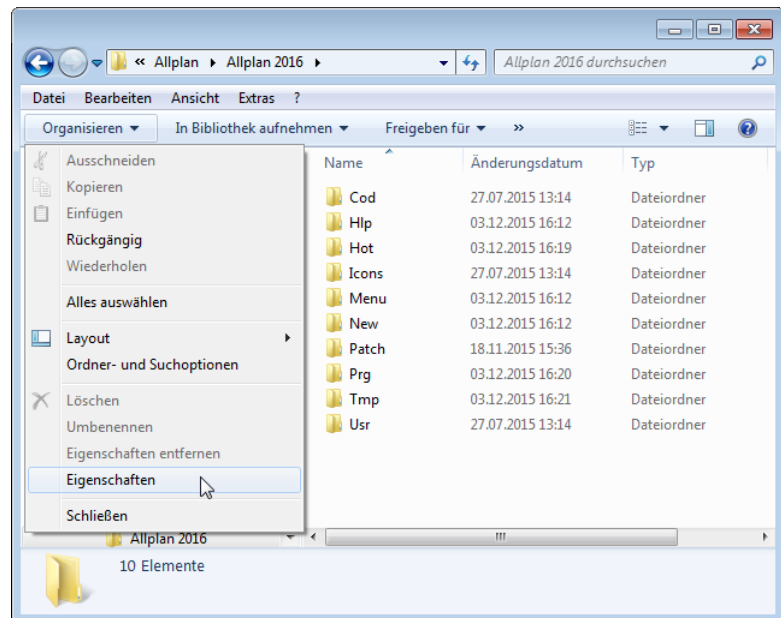 « Allplan Allplan 2016 Allplan 2016 durchsuchen
Datei Bearbeiten Ansicht Extras ?
Organisieren In Bibliothek aufnehmen Freigeben für »
Ausschneiden
Kopieren
Einfügen
Rückgängig
Wiederholen
Alles auswählen
Layout
Ordner- und Suchoptionen
Löschen
Umbenennen
Eigenschaften entfernen
Eigenschaften
Schließen
Name Änderungsdatum Typ
Cod 27.07.2015 13:14 Dateiordner
Hlp 03.12.2015 16:12 Dateiordner
Hot 03.12.2015 16:19 Dateiordner
Icons 27.07.2015 13:14 Dateiordner
Menu 03.12.2015 16:12 Dateiordner
New 03.12.2015 16:12 Dateiordner
Patch 18.11.2015 15:36 Dateiordner
Prg 03.12.2015 16:20 Dateiordner
Tmp 03.12.2015 16:21 Dateiordner
Usr 27.07.2015 13:14 Dateiordner
Allplan 2016
10 Elemente